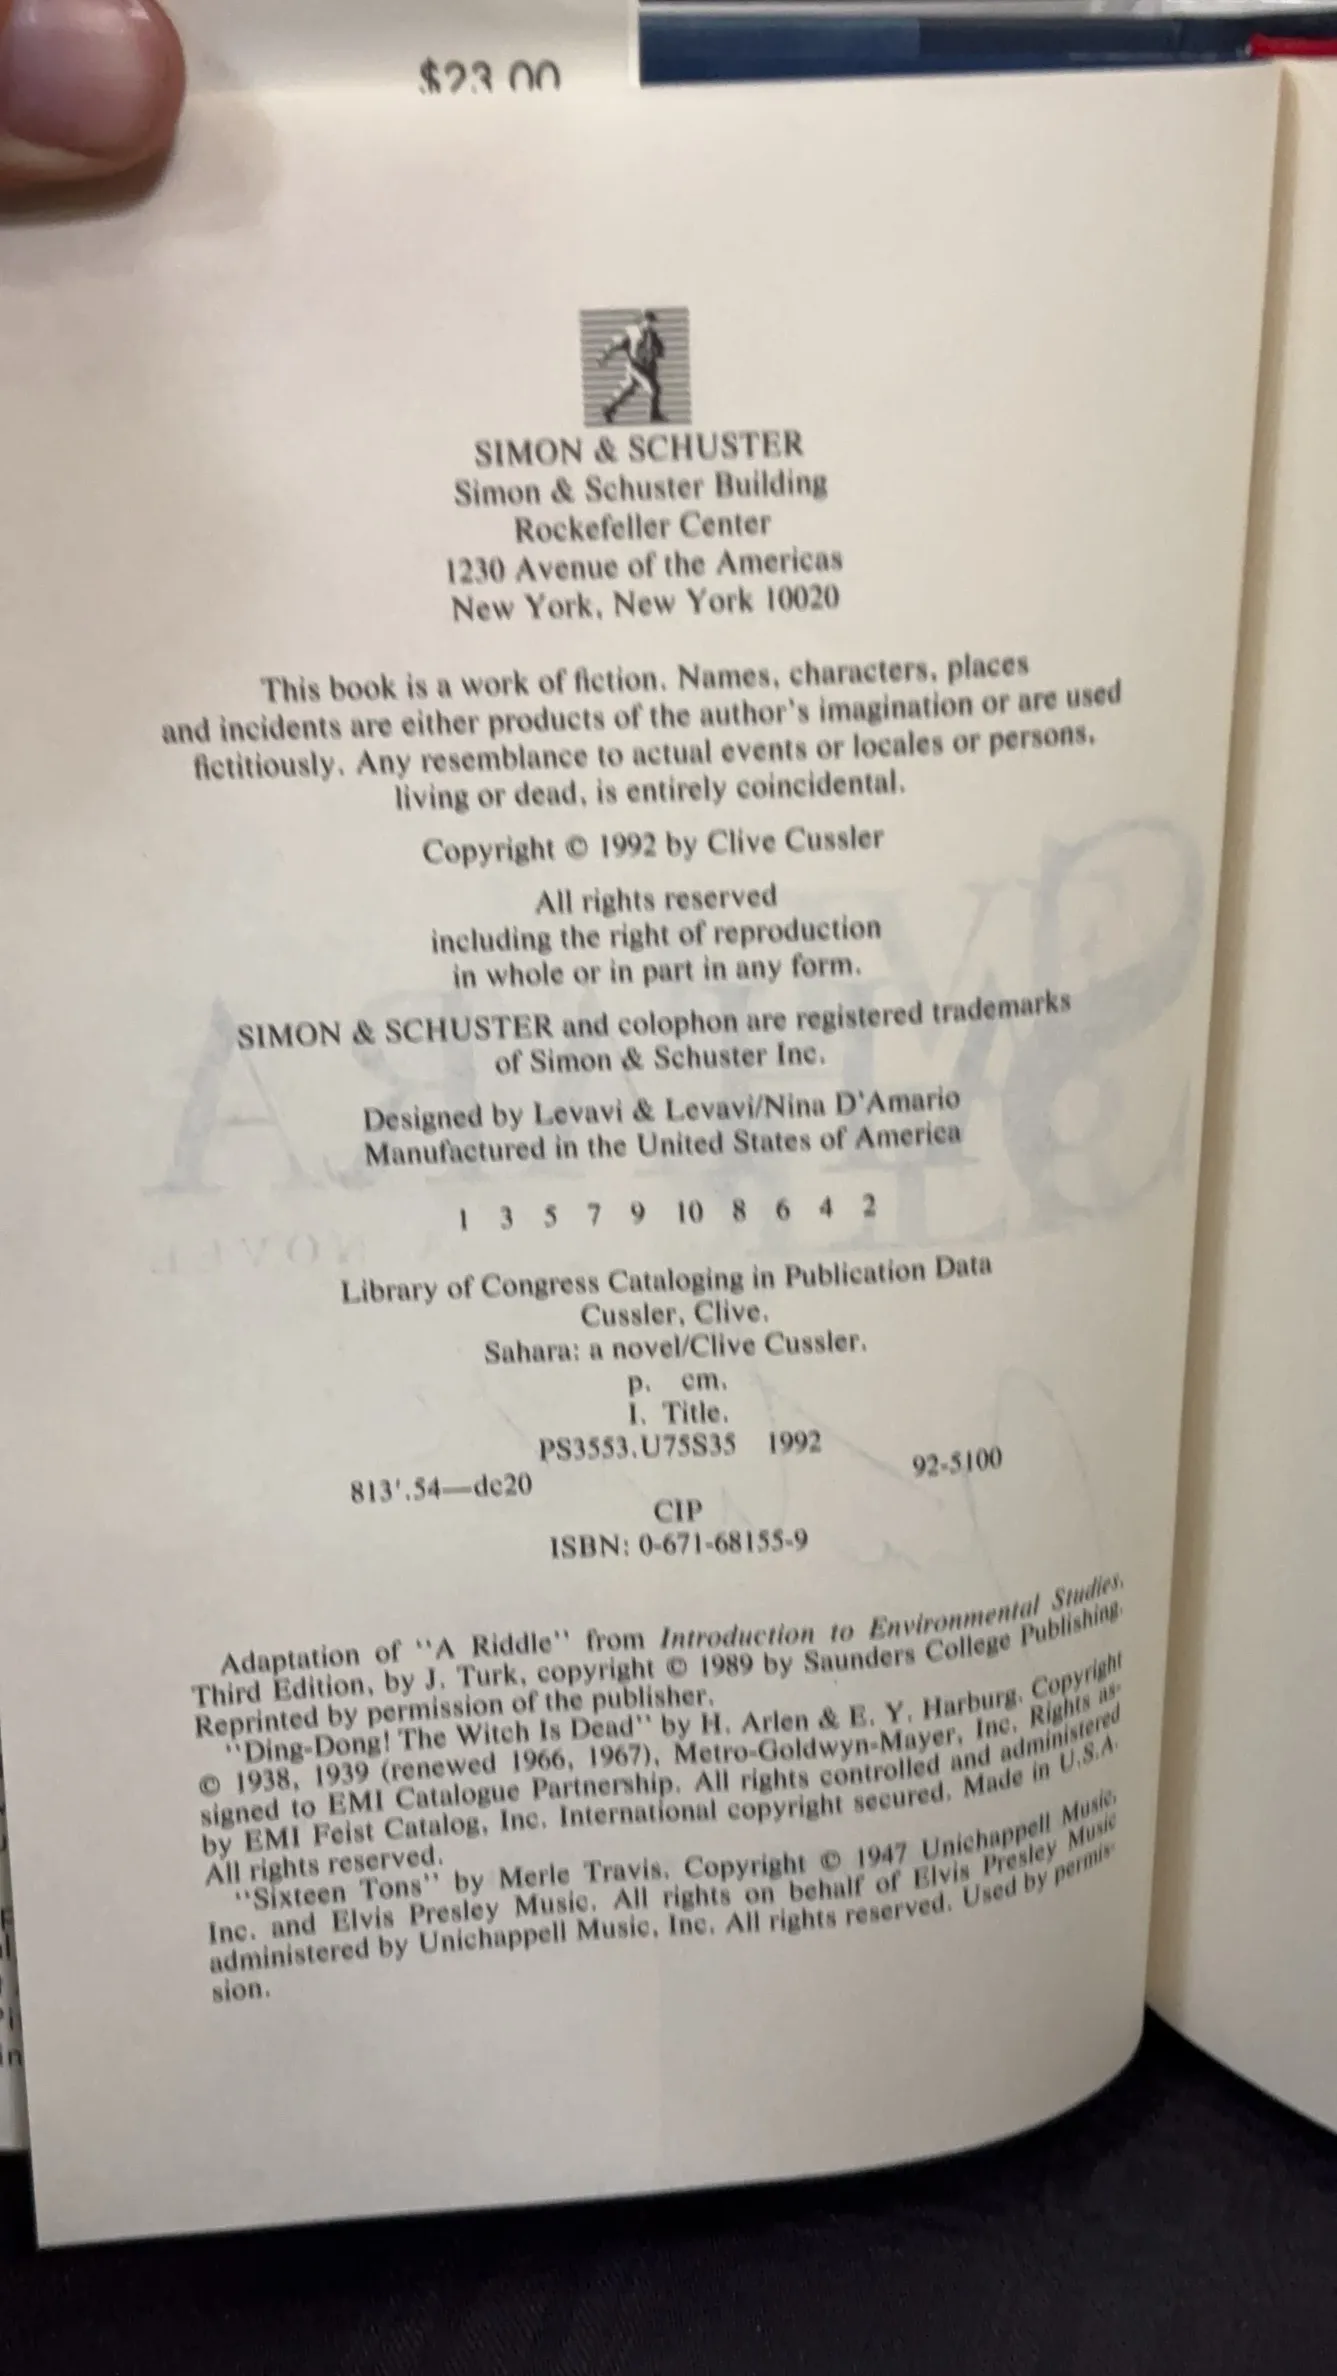 $23.00
SIMON & SCHUSTER
Simon & Schuster Building
Rockefeller Center
1230 Avenue of the Americas
New York, New York 10020
This book is a work of fiction. Names, characters, places
and incidents are either products of the author's imagination or are used
fictitiously. Any resemblance to actual events or locales or persons,
living or dead, is entirely coincidental.
Copyright © 1992 by Clive Cussler
All rights reserved
including the right of reproduction
in whole or in part in any form.
SIMON & SCHUSTER and colophon are registered trademarks
of Simon & Schuster Inc.
Designed by Levavi & Levavi/Nina D'Amario
Manufactured in the United States of America
1 3 5 7 9 10 8 6 4 2
Library of Congress Cataloging in Publication Data
Cussler, Clive.
Sahara: a novel/Clive Cussler.
p. cm.
I. Title.
PS3553.U75S35 1992
813'.54—dc20 92-5100
CIP
ISBN: 0-671-68155-9
Adaptation of "A Riddle" from Introduction to Environmental Studies,
Third Edition, by J. Turk, copyright © 1989 by Saunders College Publishing.
Reprinted by permission of the publisher.
"Ding-Dong! The Witch Is Dead" by H. Arlen & E. Y. Harburg. Copyright
© 1938, 1939 (renewed 1966, 1967), Metro-Goldwyn-Mayer, Inc. Rights as-
signed to EMI Catalogue Partnership. All rights controlled and administered
by EMI Feist Catalog, Inc. International copyright secured. Made in U.S.A.
All rights reserved.
"Sixteen Tons" by Merle Travis. Copyright © 1947 Unichappell Music,
Inc. and Elvis Presley Music. All rights on behalf of Elvis Presley Music
administered by Unichappell Music, Inc. All rights reserved. Used by permis-
sion.